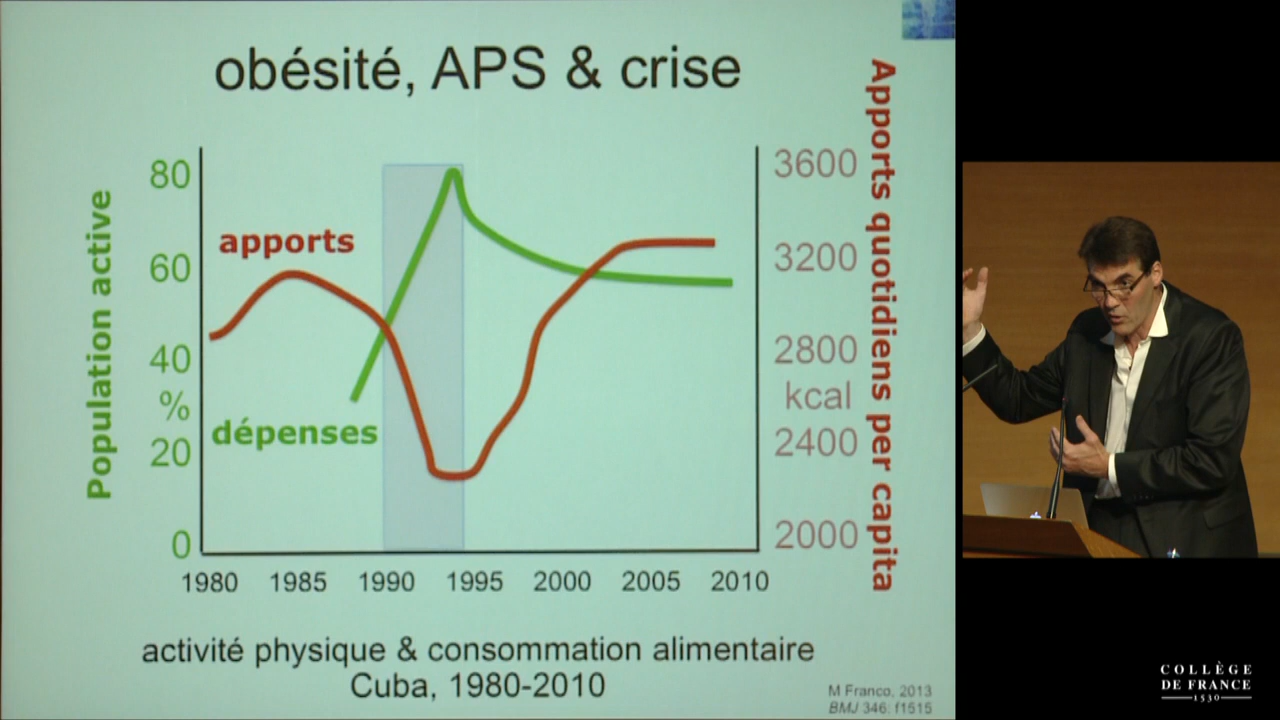 obésité, APS & crise
Population active
80
60
40
%
20
0
apports
dépenses
3600
3200
2800
kcal
2400
2000
Apports quotidiens per capita
1980 1985 1990 1995 2000 2005 2010
activité physique & consommation alimentaire
Cuba, 1980-2010
M Franco, 2013
BMJ 346: f1515
COLLÈGE
DE FRANCE
1530